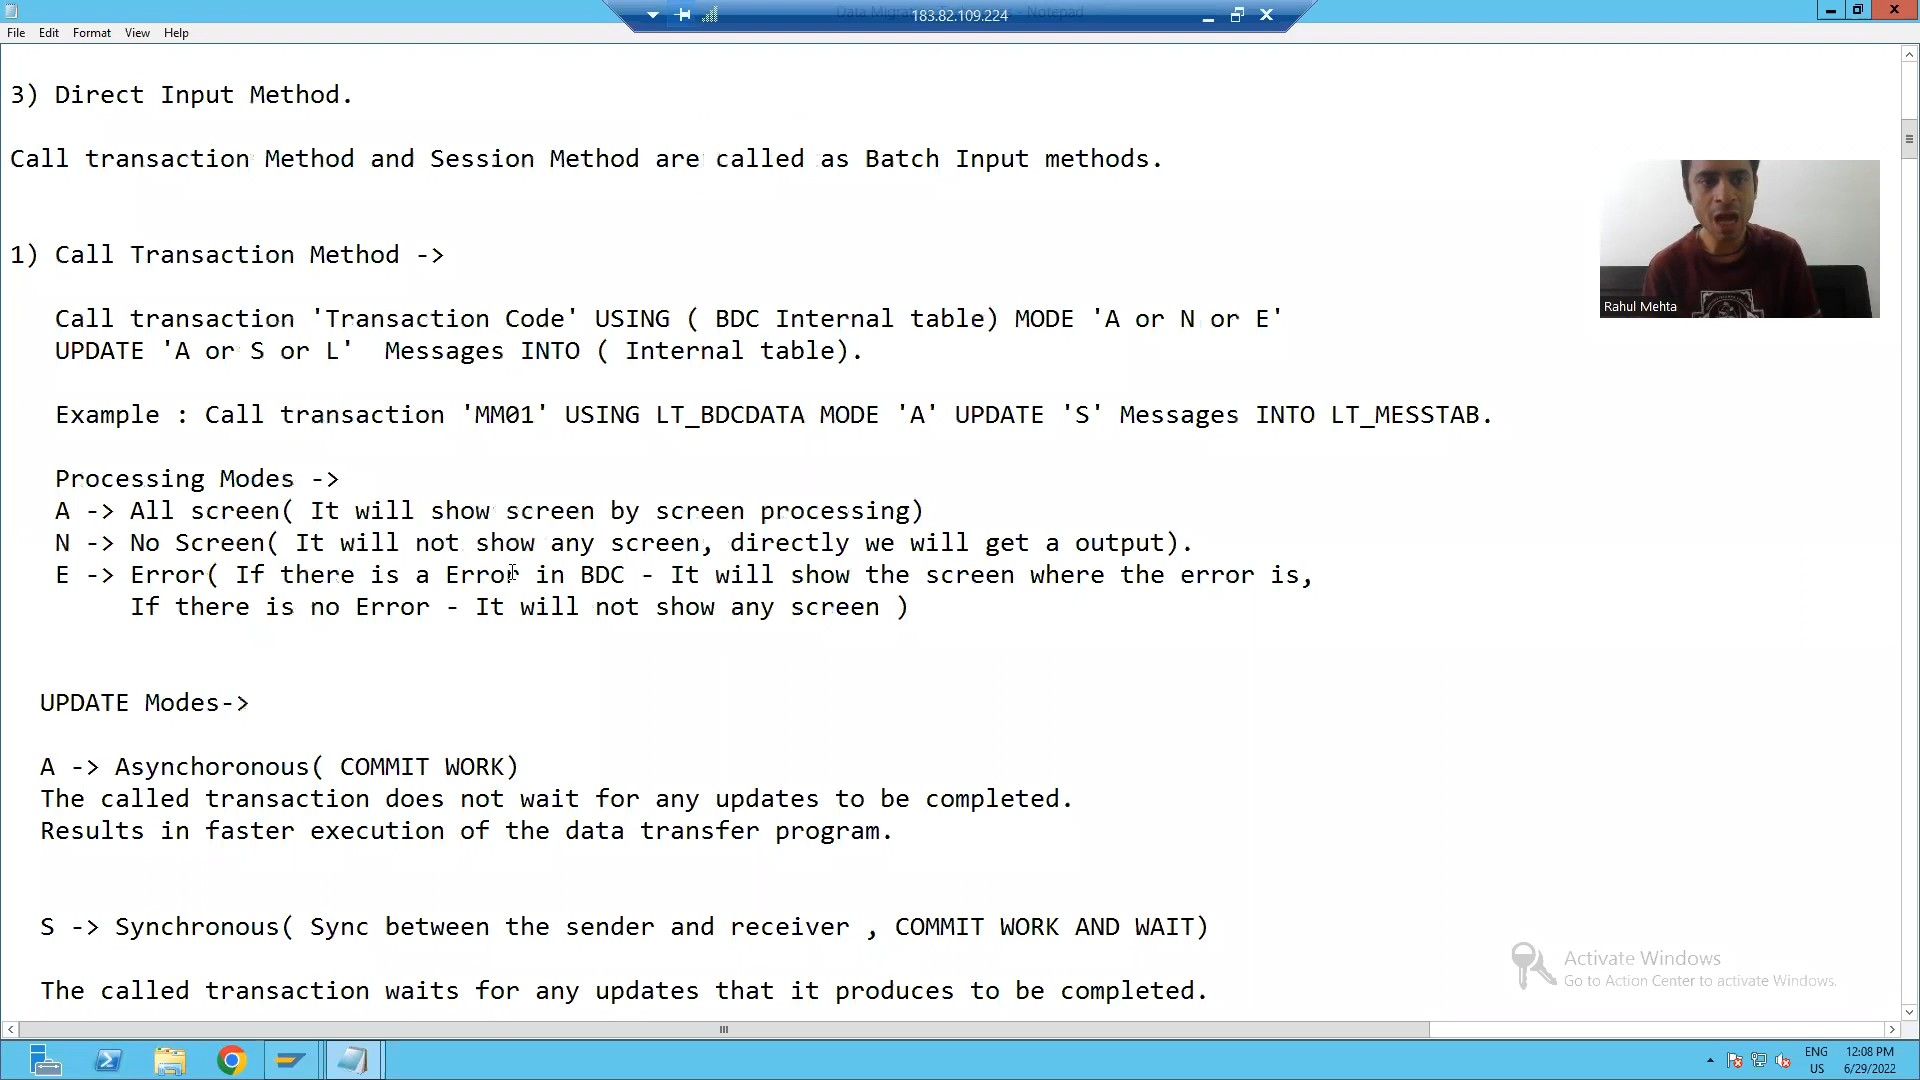 Data Migra
183.82.109.224
- Notepad
File Edit Format View Help
3) Direct Input Method.
Call transaction Method and Session Method are called as Batch Input methods.
1) Call Transaction Method ->
Call transaction 'Transaction Code' USING ( BDC Internal table) MODE 'A or N or E'
UPDATE 'A or S or L'  Messages INTO ( Internal table).
Example : Call transaction 'MM01' USING LT_BDCDATA MODE 'A' UPDATE 'S' Messages INTO LT_MESSTAB.
Rahul Mehta
Processing Modes ->
A -> All screen( It will show screen by screen processing)
N -> No Screen( It will not show any screen, directly we will get a output).
E -> Error( If there is a Error in BDC - It will show the screen where the error is,
If there is no Error - It will not show any screen )
UPDATE Modes->
A -> Asynchoronous( COMMIT WORK)
The called transaction does not wait for any updates to be completed.
Results in faster execution of the data transfer program.
S -> Synchronous( Sync between the sender and receiver , COMMIT WORK AND WAIT)
The called transaction waits for any updates that it produces to be completed.
Activate Windows
Go to Action Center to activate Windows.
ENG
US
12:08 PM
6/29/2022